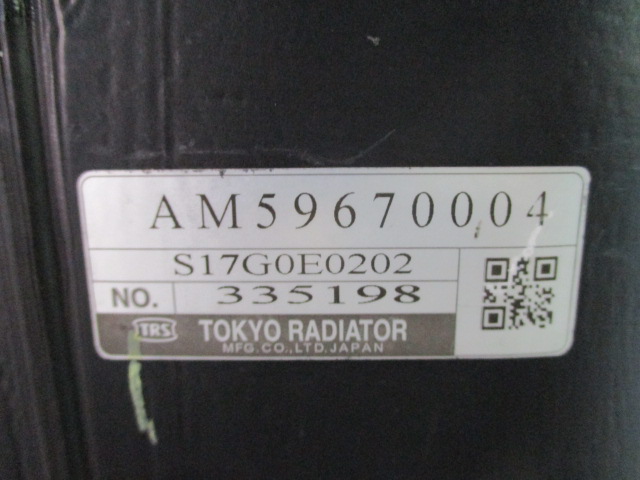 AM59670004
S17G0E0202
NO. 335198
TRS TOKYO RADIATOR
MFG.CO.,LTD.JAPAN